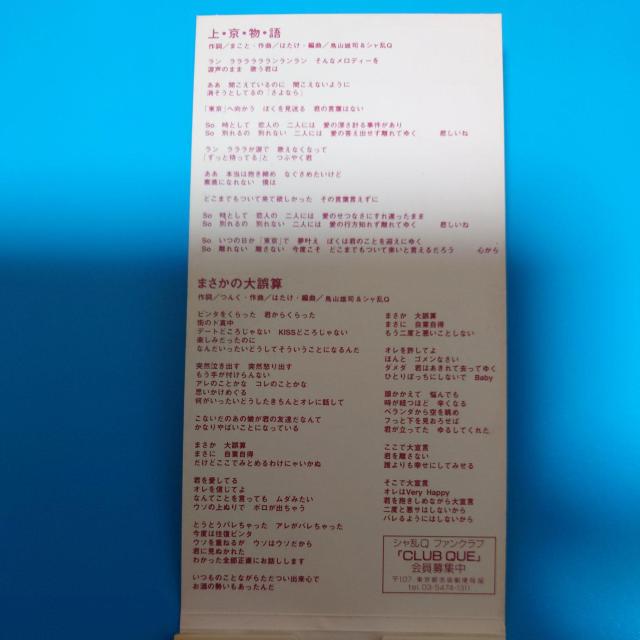 上・京・物・語
作詞／まこと・作曲／はたけ・編曲／鳥山雄司＆シャ乱Q
ラン　ラララララランランラン　そんなメロディーを
涙声のまま　歌う君は
ああ　聞こえているのに　聞こえないように
消そうとしてるの「さよなら」
「東京」へ向かう　ぼくを見送る　君の言葉はない
So　時として　恋人の　二人には　愛の深さ計る事件があり
So　別れるの　別れない　二人には　愛の答え出せず離れてゆく　悲しいね
ラン　ラララが涙で　歌えなくなって
「ずっと待ってる」と　つぶやく君
ああ　本当は抱き締め　なぐさめたいけど
素直になれない　僕は
どこまでもついて来て欲しかった　その言葉言えずに
So　時として　恋人の　二人には　愛のせつなさにすれ違ったまま
So　別れるの　別れない　二人には　愛の行方知れず離れてゆく　悲しいね
So　いつの日か「東京」で　夢叶え　ぼくは君のことを迎えにゆく
So　離れない　離さない　今度こそ　どこまでもついて来いと言えるだろう　心から
まさかの大誤算
作詞／つんく・作曲／はたけ・編曲／鳥山雄司＆シャ乱Q
ビンタをくらった　君からくらった
街のド真中
デートどころじゃない　KISSどころじゃない
楽しみだったのに
なんだいったいどうしてそういうことになるんだ
突然泣き出す　突然怒り出す
もう手が付けらんない
アレのことかな　コレのことかな
思いかけめぐる
何がいったいどうしたきちんとオレに話して
こないだのあの娘が君の友達だなんて
かなりやばいことになっている
まさか　大誤算
まさに　自業自得
だけどここでみとめるわけにゃいかぬ
君を愛してる
オレを信じてよ
なんてことを言っても　ムダみたい
ウソの上ぬりで　ボロが出ちゃう
とうとうバレちゃった　アレがバレちゃった
今度は往復ビンタ
ウソを重ねるが　ウソはウソだから
君に見ぬかれた
わかった全部正直にお話しします
いつものことながらただつい出来心で
お酒の勢いもあったんだ
まさか　大誤算
まさに　自業自得
もう二度と悪いことしない
オレを許してよ
ほんと　ゴメンなさい
ダメダ　君はあきれて去ってゆく
ひとりぼっちにしないで　Baby
頭かかえて　悩んでも
時が経つほど　辛くなる
ベランダから空を眺め
フっと下を見おろせば
君が立ってた　ゆるしてくれた
ここで大宣言
君を離さない
誰よりも幸せにしてみせる
そこで大宣言
オレはVery Happy
君を抱きしめながら大宣言
二度と悪サはしないから
バレるようにはしないから
シャ乱Q ファンクラブ
「CLUB QUE」
会員募集中
〒107 東京都赤坂郵便局留
tel.03-5474-1311